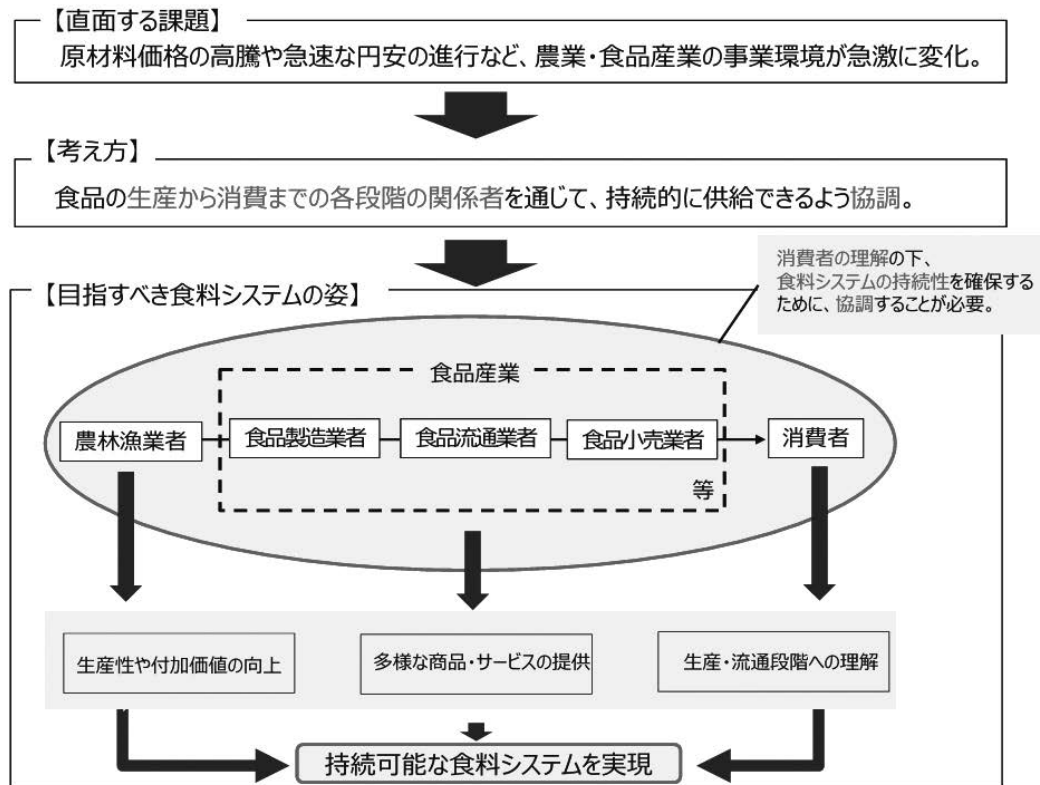 【直面する課題】
原材料価格の高騰や急速な円安の進行など、農業・食品産業の事業環境が急激に変化。
【考え方】
食品の生産から消費までの各段階の関係者を通じて、持続的に供給できるよう協調。
消費者の理解の下、
食料システムの持続性を確保する
ために、協調することが必要。
【目指すべき食料システムの姿】
食品産業
農林漁業者
食品製造業者
食品流通業者
食品小売業者
消費者
等
生産性や付加価値の向上
多様な商品・サービスの提供
生産・流通段階への理解
持続可能な食料システムを実現